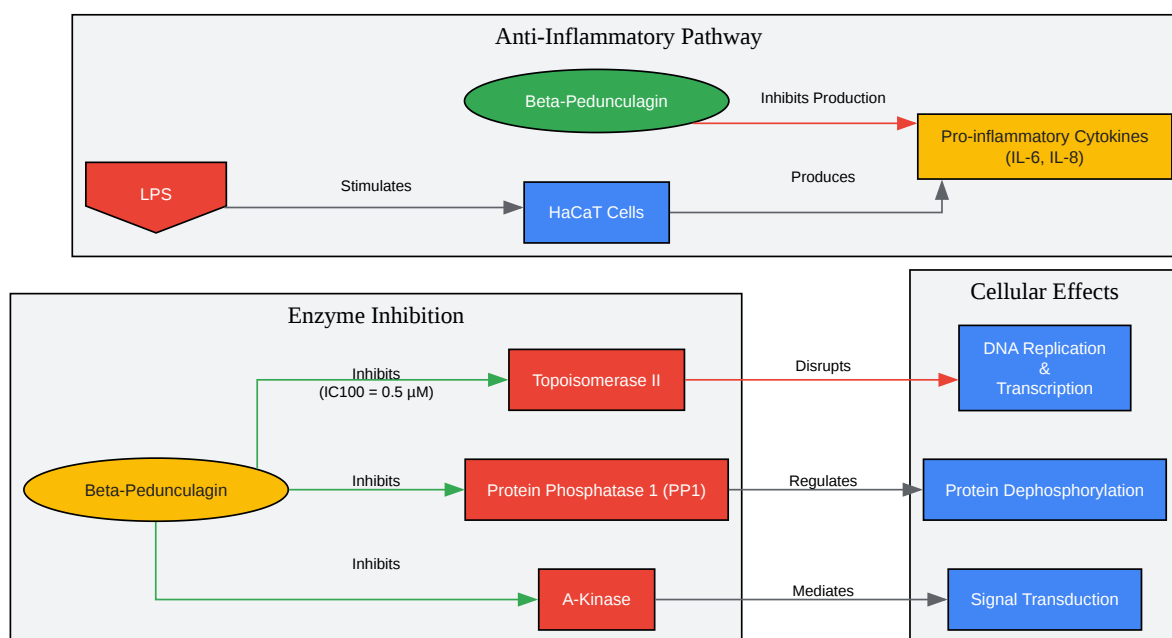 Anti-Inflammatory Pathway
Beta-Pedunculagin
Inhibits Production
Pro-inflammatory Cytokines
(IL-6, IL-8)
LPS
Stimulates
HaCaT Cells
Produces
Enzyme Inhibition
Cellular Effects
Inhibits
(IC100 = 0.5 µM)
Topoisomerase II
Disrupts
DNA Replication
&
Transcription
Beta-Pedunculagin
Inhibits
Protein Phosphatase 1 (PP1)
Regulates
Protein Dephosphorylation
Inhibits
A-Kinase
Mediates
Signal Transduction